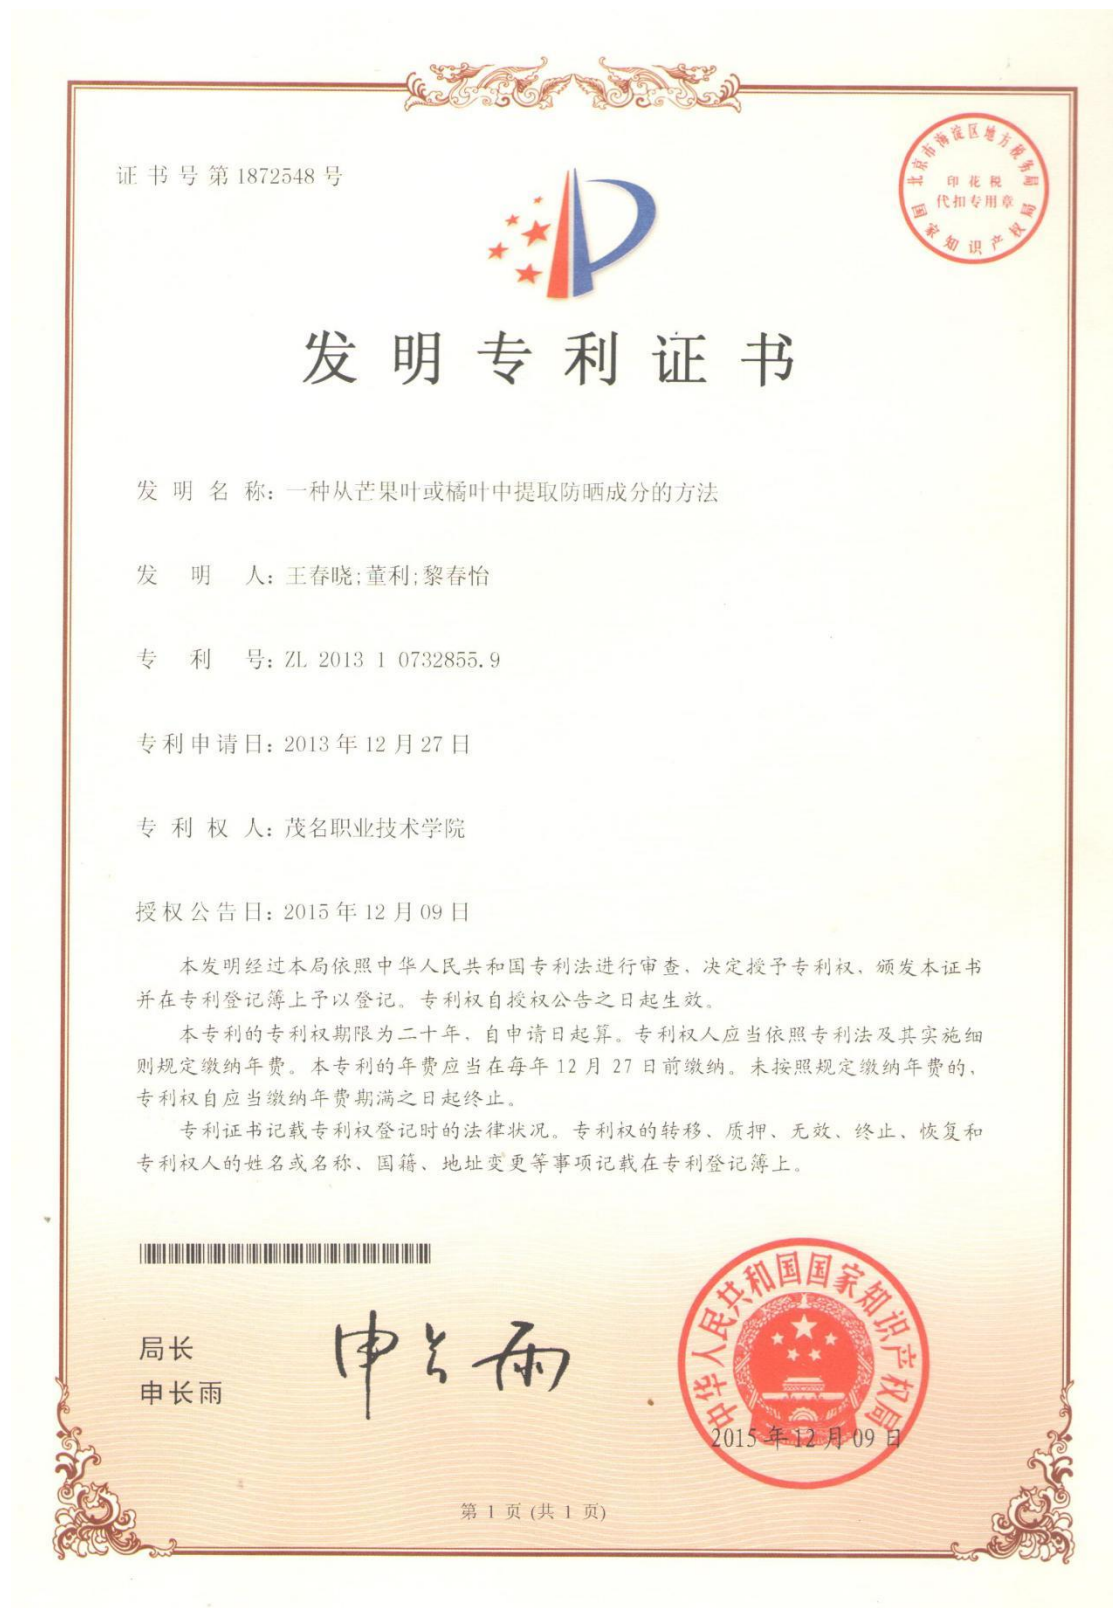 证书号第1872548号
北京市海淀区地方税务局
印花税
代扣专用章
国家知识产权局
发明专利证书
发明名称：一种从芒果叶或橘叶中提取防晒成分的方法
发明人：王春晓;董利;黎春怡
专利号：ZL 2013 1 0732855.9
专利申请日：2013年12月27日
专利权人：茂名职业技术学院
授权公告日：2015年12月09日
本发明经过本局依照中华人民共和国专利法进行审查，决定授予专利权，颁发本证书
并在专利登记簿上予以登记。专利权自授权公告之日起生效。
本专利的专利权期限为二十年，自申请日起算。专利权人应当依照专利法及其实施细
则规定缴纳年费。本专利的年费应当在每年12月27日前缴纳。未按照规定缴纳年费的，
专利权自应当缴纳年费期满之日起终止。
专利证书记载专利权登记时的法律状况。专利权的转移、质押、无效、终止、恢复和
专利权人的姓名或名称、国籍、地址变更等事项记载在专利登记簿上。
局长
申长雨
申长雨
中华人民共和国国家知识产权局
2015年12月09日
第1页(共1页)